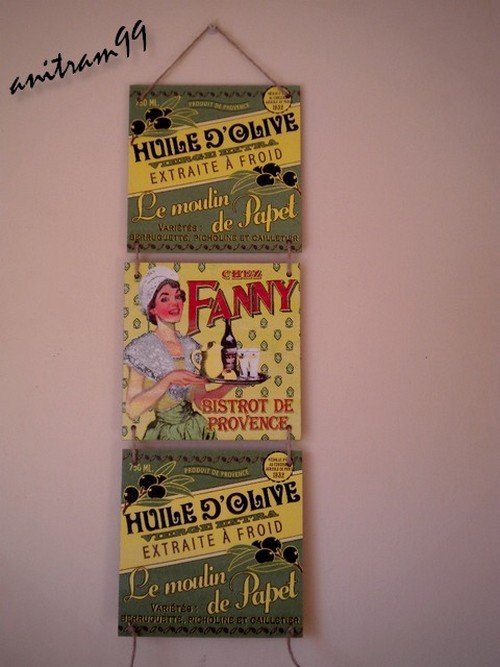 anitram99
750 ML.
PRODUIT DE PROVENCE
1894
HUILE D'OLIVE
VIERGE EXTRA
EXTRAITE À FROID
Le moulin
de Papet
VARIÉTÉS :
BERRUGUETTE, PICHOLINE ET CAILLETIER
CHEZ
FANNY
BISTROT DE
PROVENCE
750 ML.
PRODUIT DE PROVENCE
HUILE D'OLIVE
VIERGE EXTRA
EXTRAITE À FROID
Le moulin
de Papet
VARIÉTÉS :
BERRUGUETTE, PICHOLINE ET CAILLETIER